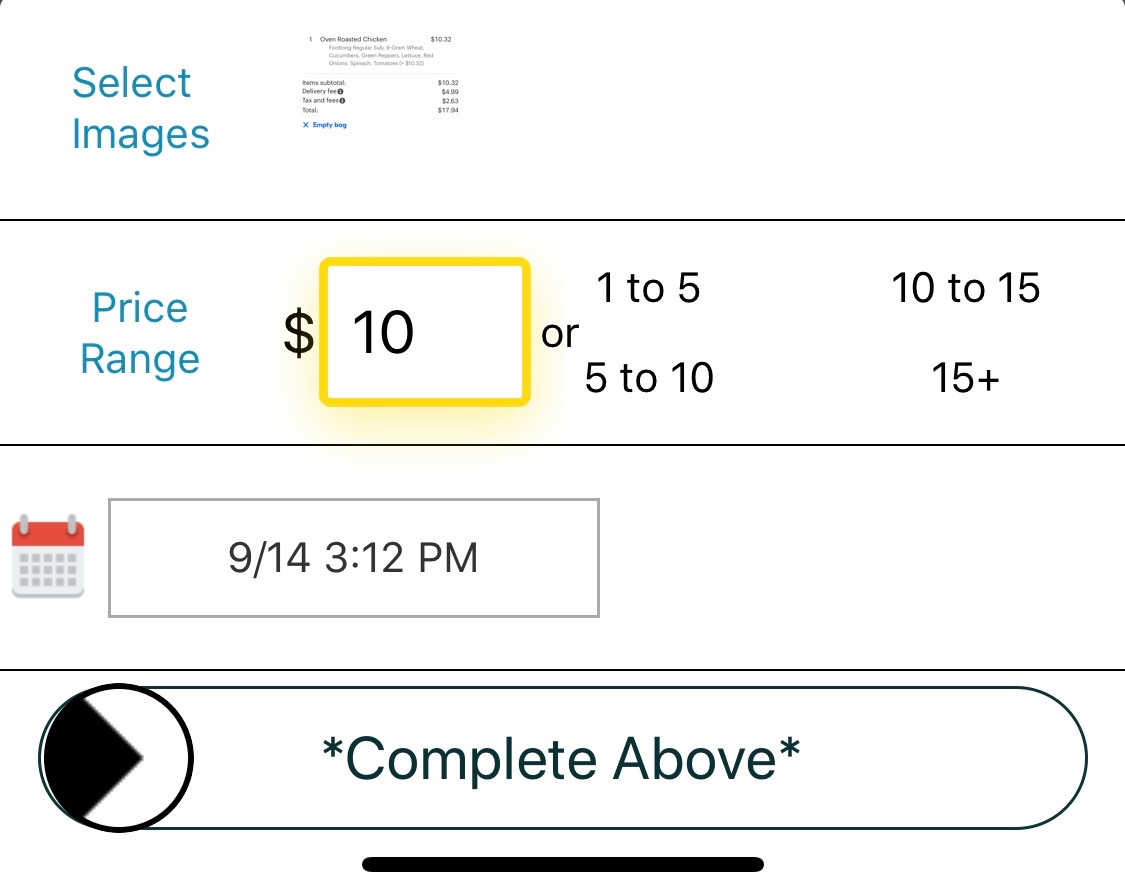 Select
Images
1 Oven Roasted Chicken $10.32
Footlong Regular Sub, 9-Grain Wheat,
Cucumbers, Green Peppers, Lettuce, Red
Onions, Spinach, Tomatoes (+ $10.32)
Items subtotal: $10.32
Delivery fee $4.99
Tax and fees $2.63
Total: $17.94
× Empty bag
Price
Range
$ 10 or
1 to 5 10 to 15
5 to 10 15+
9/14 3:12 PM
*Complete Above*